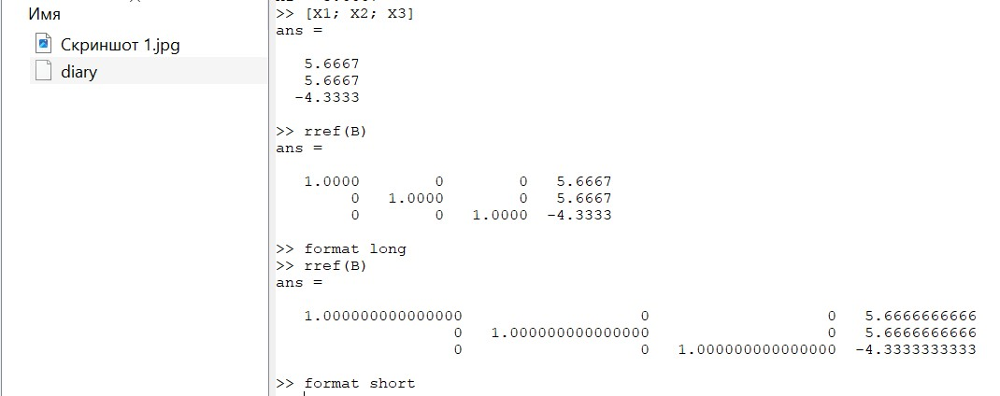 Имя
Скриншот 1.jpg
diary
>> [X1; X2; X3]
ans =
5.6667
5.6667
-4.3333
>> rref(B)
ans =
1.0000 0 0 5.6667
0 1.0000 0 5.6667
0 0 1.0000 -4.3333
>> format long
>> rref(B)
ans =
1.000000000000000 0 0 5.6666666666
0 1.000000000000000 0 5.6666666666
0 0 1.000000000000000 -4.3333333333
>> format short